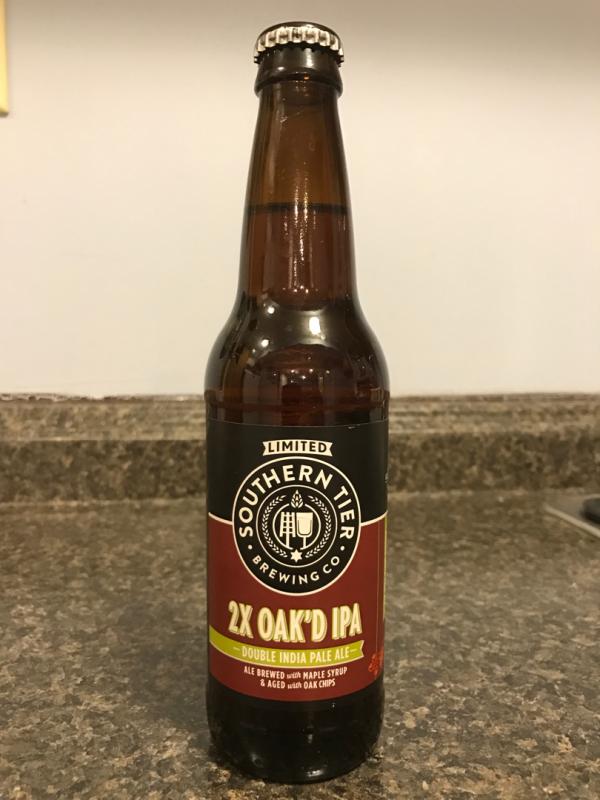 LIMITED
SOUTHERN TIER
• BREWING CO •
2X OAK'D IPA
DOUBLE INDIA PALE ALE
ALE BREWED with MAPLE SYRUP
& AGED with OAK CHIPS